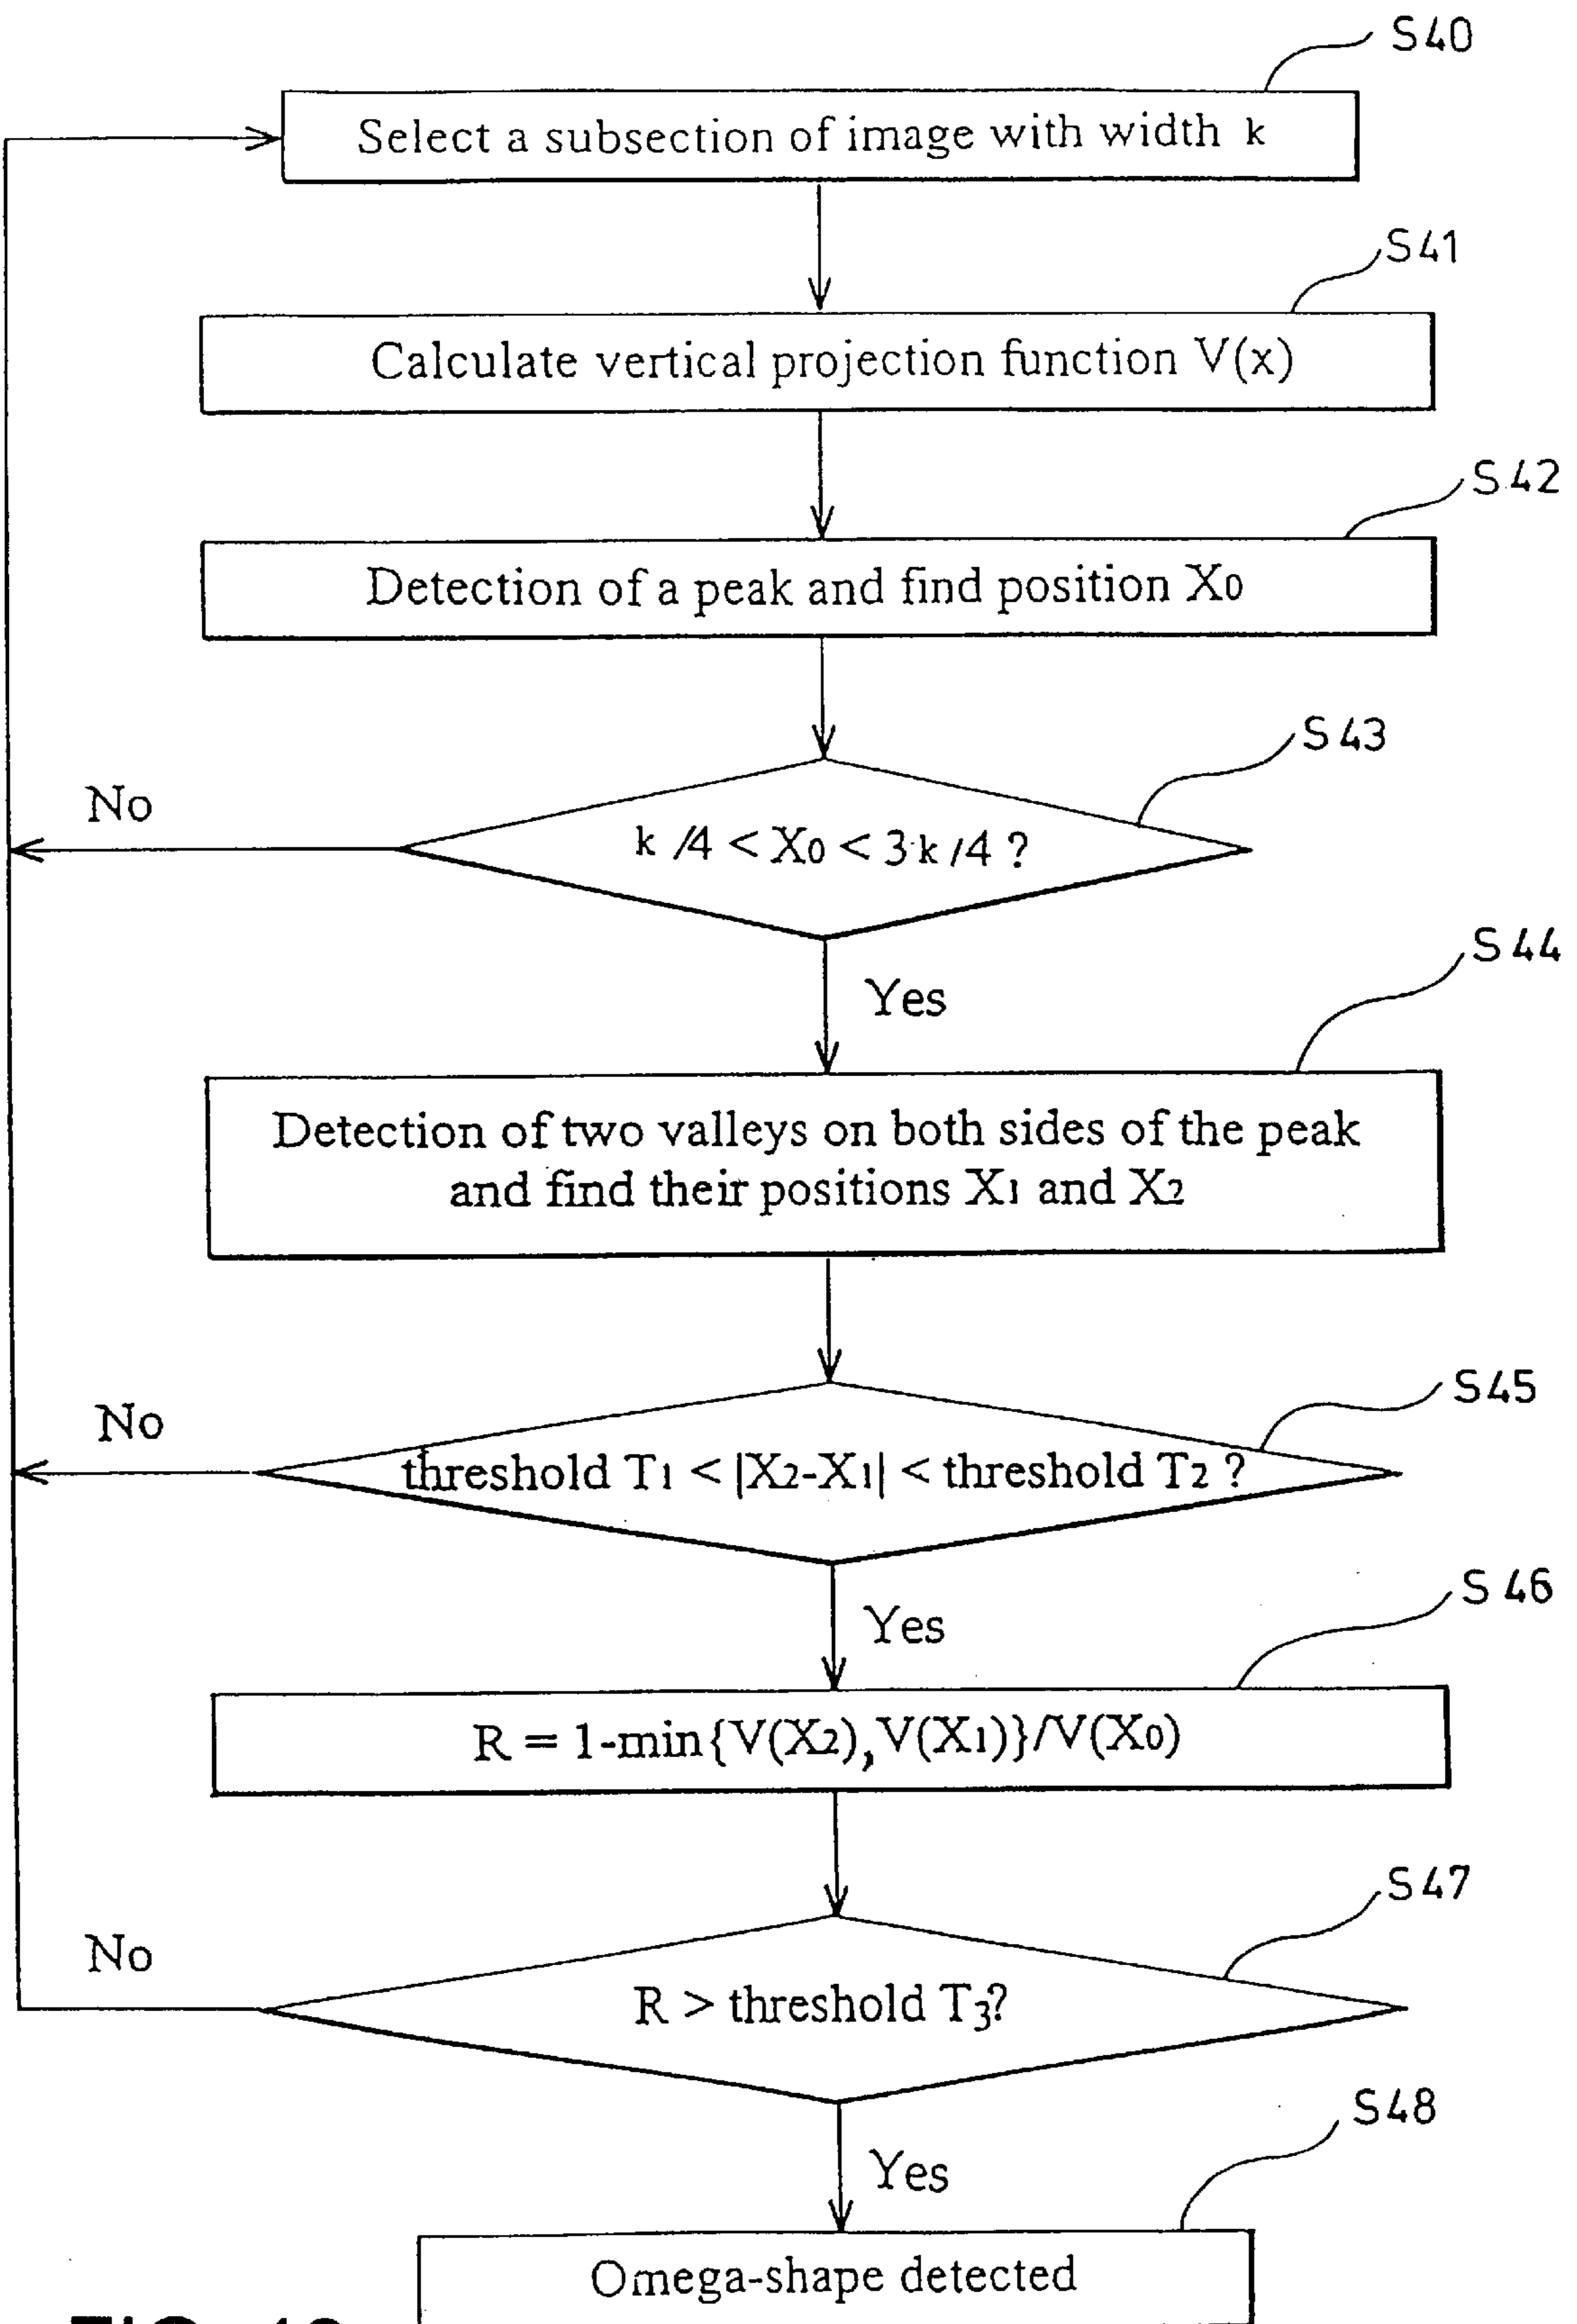 S40
Select a subsection of image with width k
S41
Calculate vertical projection function V(x)
S42
Detection of a peak and find position X0
S43
No
k/4 < X0 < 3k/4 ?
Yes
S44
Detection of two valleys on both sides of the peak
and find their positions X1 and X2
S45
No
threshold T1 < |X2-X1| < threshold T2 ?
Yes
S46
R = 1-min{V(X2),V(X1)}/V(X0)
S47
No
R > threshold T3?
Yes
S48
Omega-shape detected